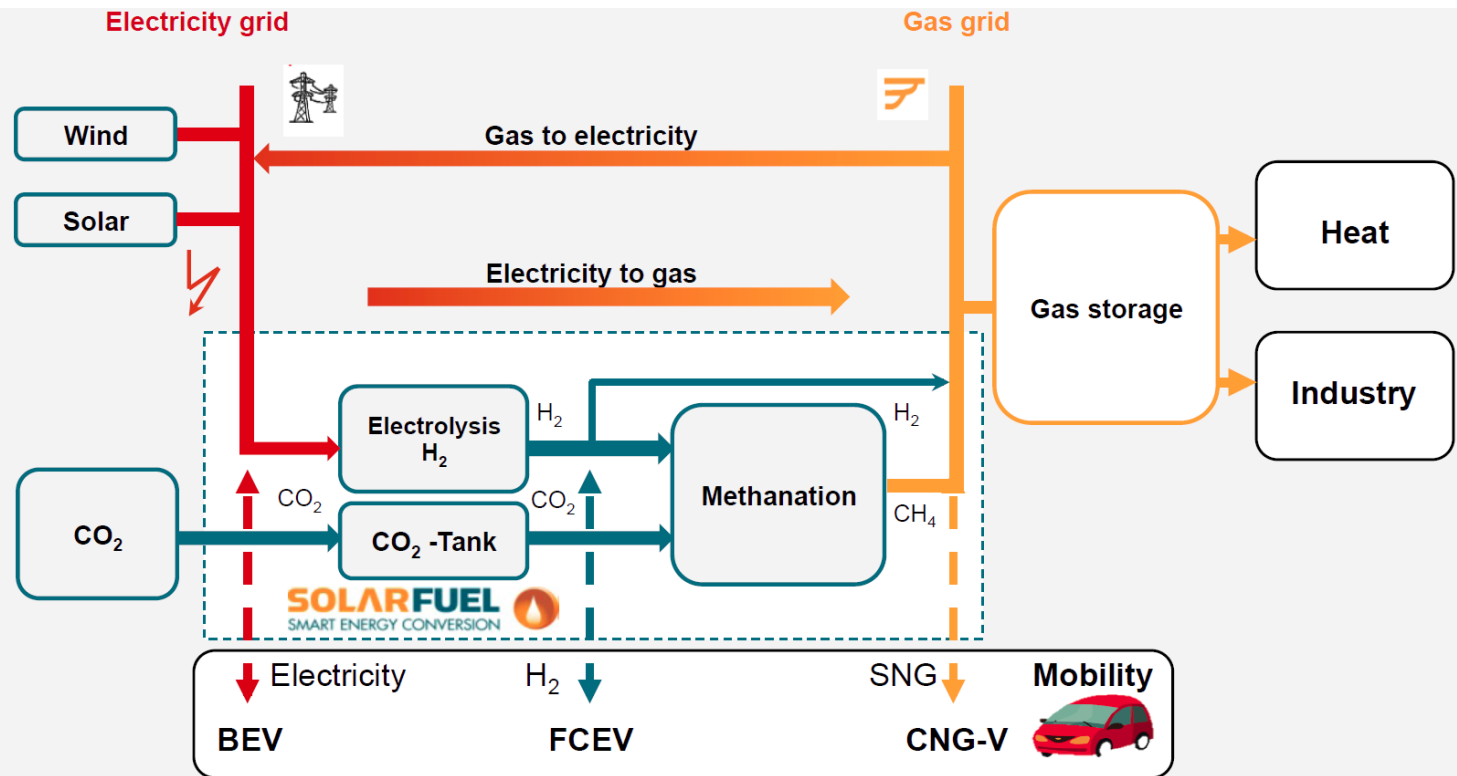 Electricity grid
Gas grid
Wind
Gas to electricity
Solar
Heat
Electricity to gas
Gas storage
Industry
Electrolysis
H₂
H₂
H₂
Methanation
CO₂
CO₂
CO₂
CO₂ -Tank
CH₄
SOLARFUEL
SMART ENERGY CONVERSION
Electricity
H₂
SNG
Mobility
BEV
FCEV
CNG-V